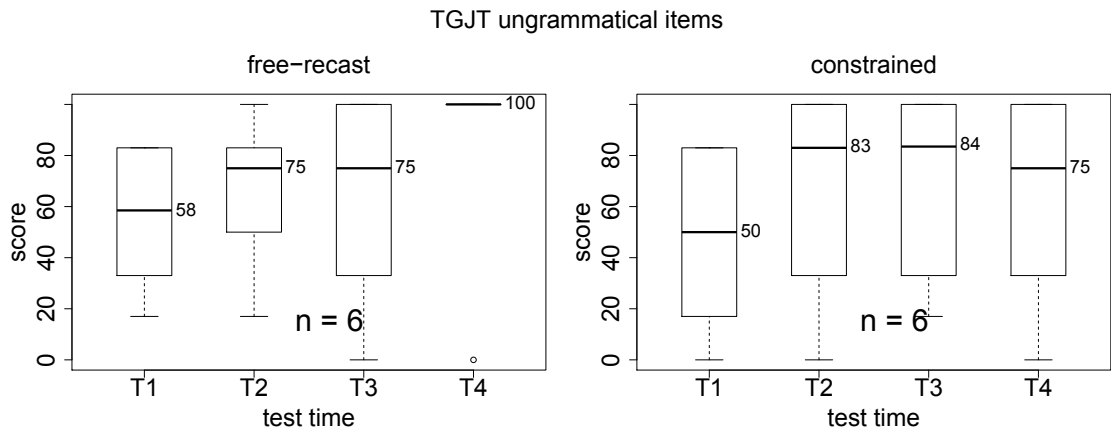 TGJT ungrammatical items
free−recast
score
0 20 40 60 80
58
75
75
100
n = 6
T1 T2 T3 T4
test time
constrained
score
0 20 40 60 80
50
83
84
75
n = 6
T1 T2 T3 T4
test time